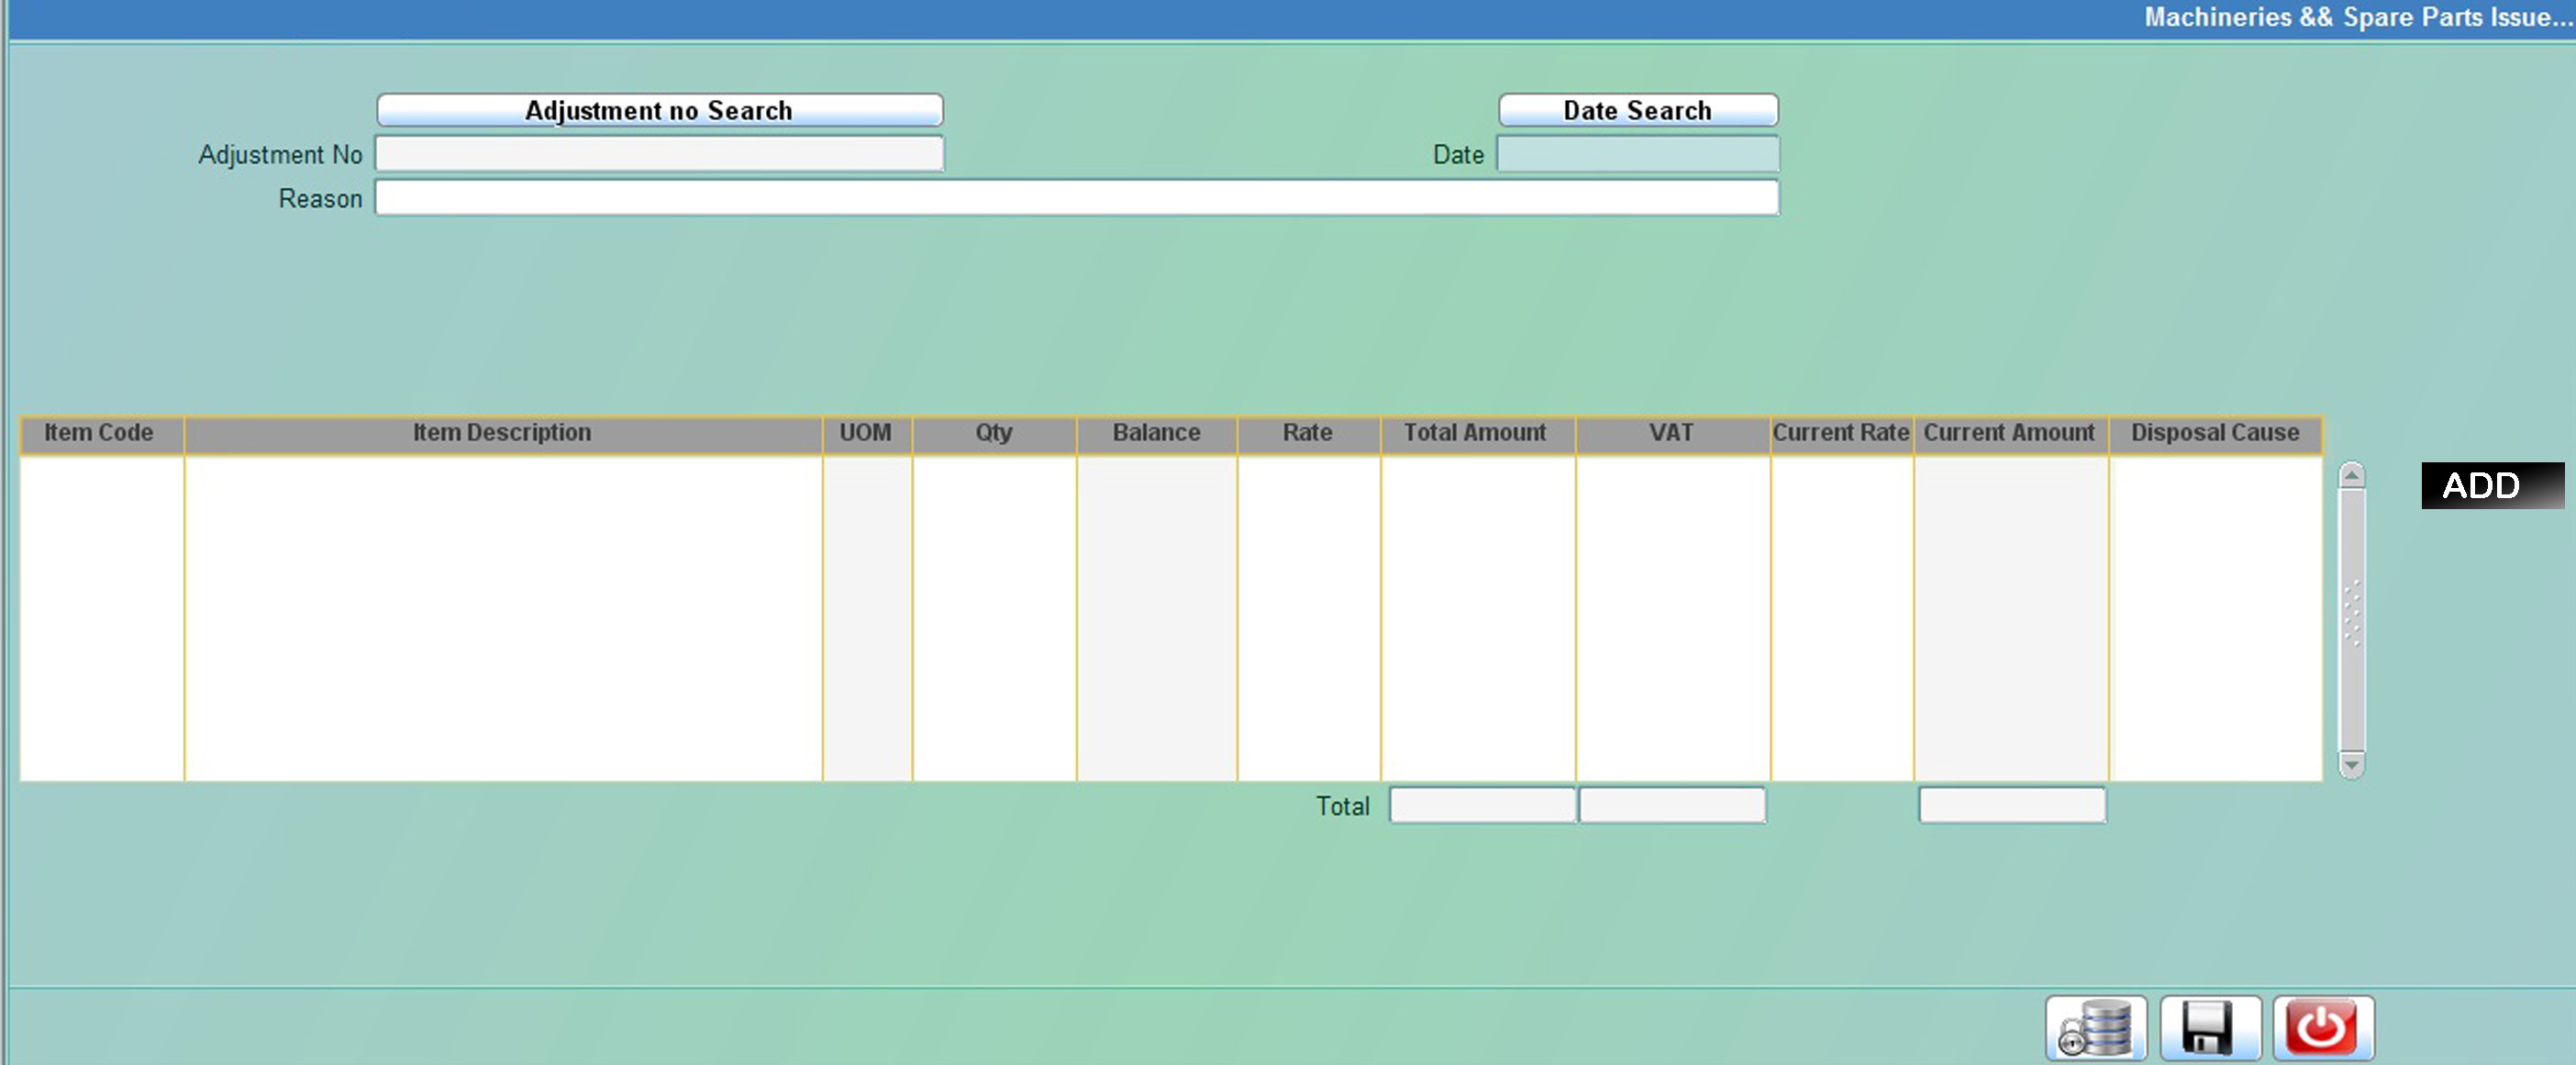 Machineries && Spare Parts Issue...
Adjustment no Search Date Search
Adjustment No Date
Reason
Item Code Item Description UOM Qty Balance Rate Total Amount VAT Current Rate Current Amount Disposal Cause
ADD
Total